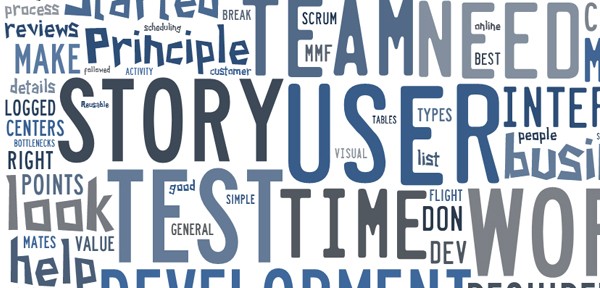 process
Started
BREAK
SCRUM
TEAM
NEED
online
reviews
scheduling
Principle
MMF
BEST
MAKE
followed
ACTIVITY
customer
details
STORY
Reusable
USER
TABLES
TYPES
INTER
LOGGED
CENTERS
BOTTLENECKS
people
RIGHT
VISUAL
list
busi
POINTS
look
TEST
good
SIMPLE
TIME
FLIGHT
DON
WOR
GENERAL
MATES
VALUE
DEV
help
DEVELOPMENT